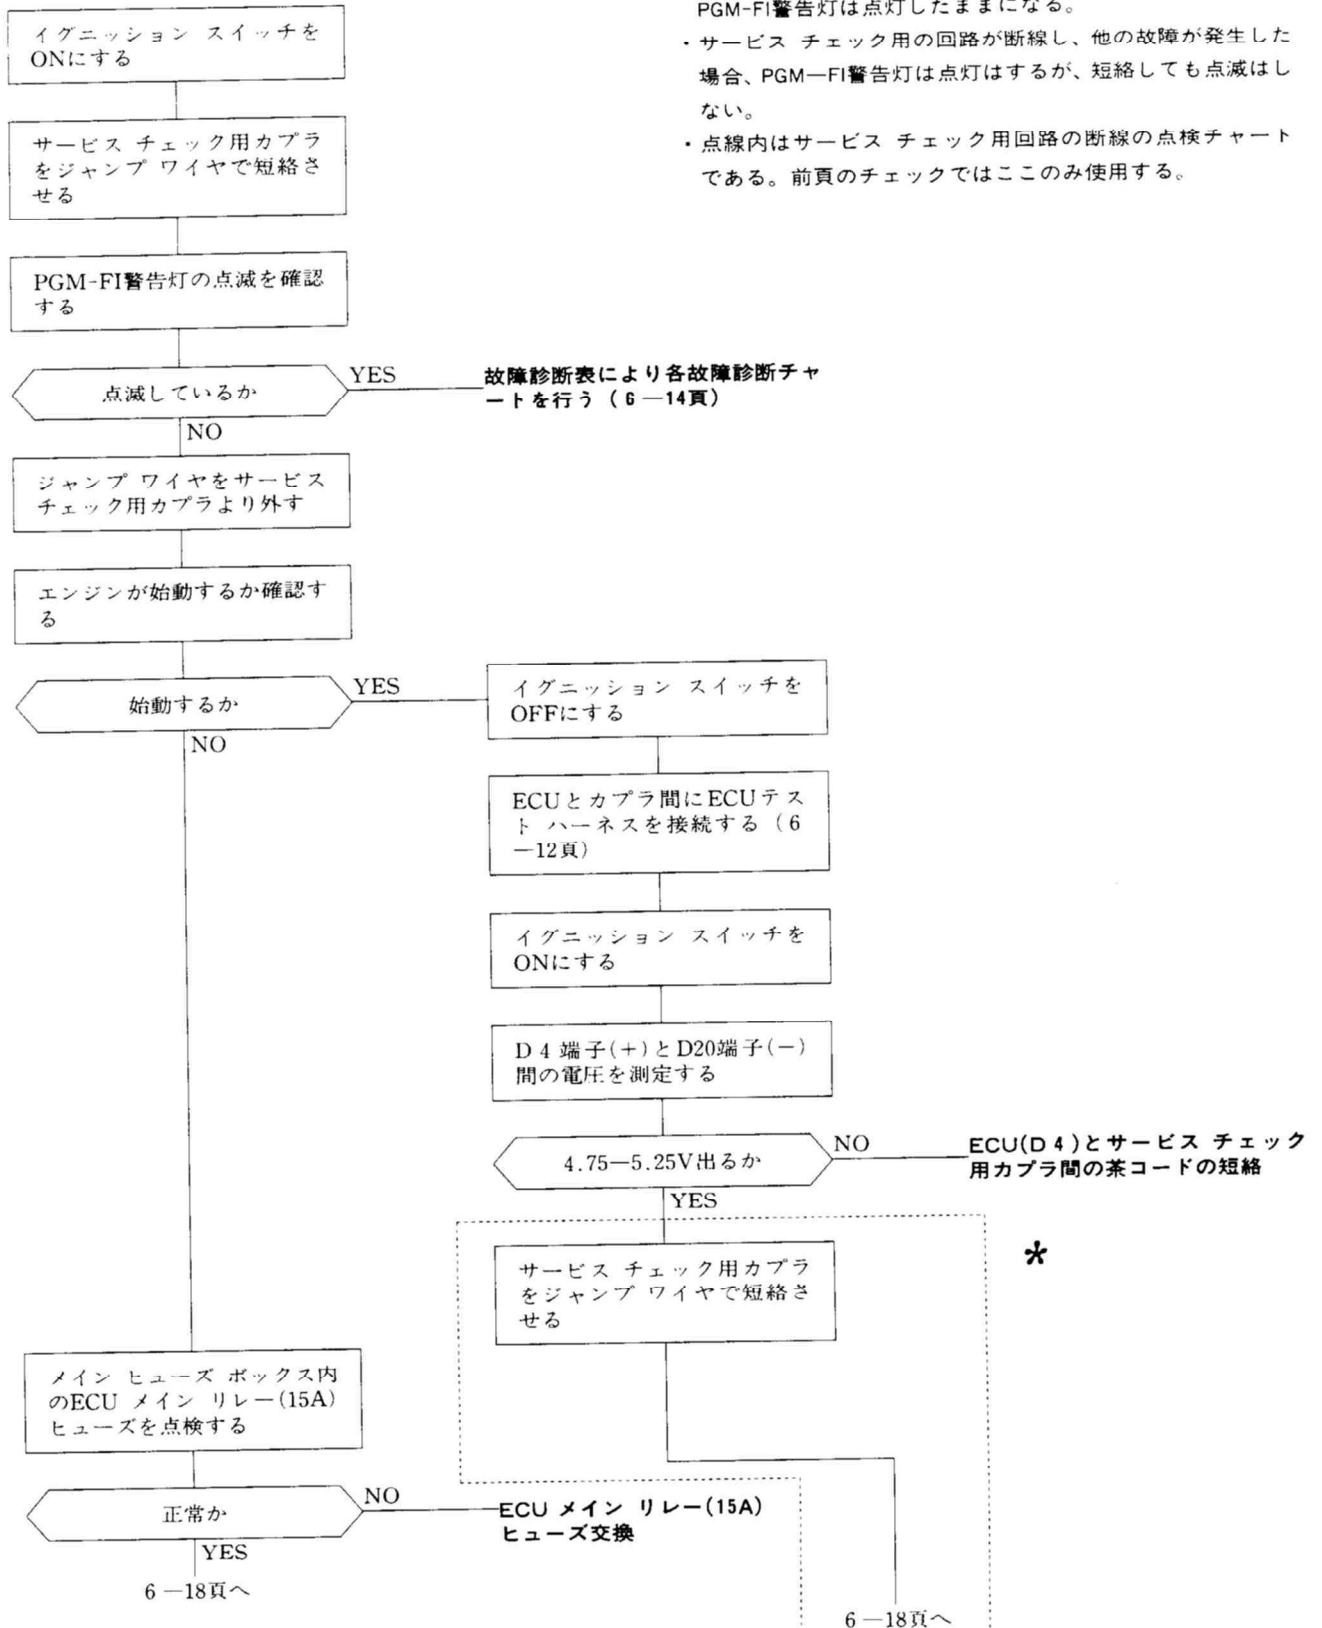 PGM-FI警告灯は点灯したままになる。
・サービス チェック用の回路が断線し、他の故障が発生した
場合、PGM—FI警告灯は点灯はするが、短絡しても点滅はし
ない。
・点線内はサービス チェック用回路の断線の点検チャート
である。前頁のチェックではここのみ使用する。
イグニッション スイッチを
ONにする
サービス チェック用カプラ
をジャンプ ワイヤで短絡さ
せる
PGM-FI警告灯の点滅を確認
する
点滅しているか
YES
故障診断表により各故障診断チャ
ートを行う（6—14頁）
NO
ジャンプ ワイヤをサービス
チェック用カプラより外す
エンジンが始動するか確認す
る
始動するか
YES
NO
イグニッション スイッチを
OFFにする
ECUとカプラ間にECUテス
ト ハーネスを接続する（6
—12頁）
イグニッション スイッチを
ONにする
D 4 端子(+)とD20端子(−)
間の電圧を測定する
4.75—5.25V出るか
NO
ECU(D 4)とサービス チェック
用カプラ間の茶コードの短絡
YES
*
サービス チェック用カプラ
をジャンプ ワイヤで短絡さ
せる
メイン ヒューズ ボックス内
のECU メイン リレー(15A)
ヒューズを点検する
正常か
NO
ECU メイン リレー(15A)
ヒューズ交換
YES
6—18頁へ
6—18頁へ